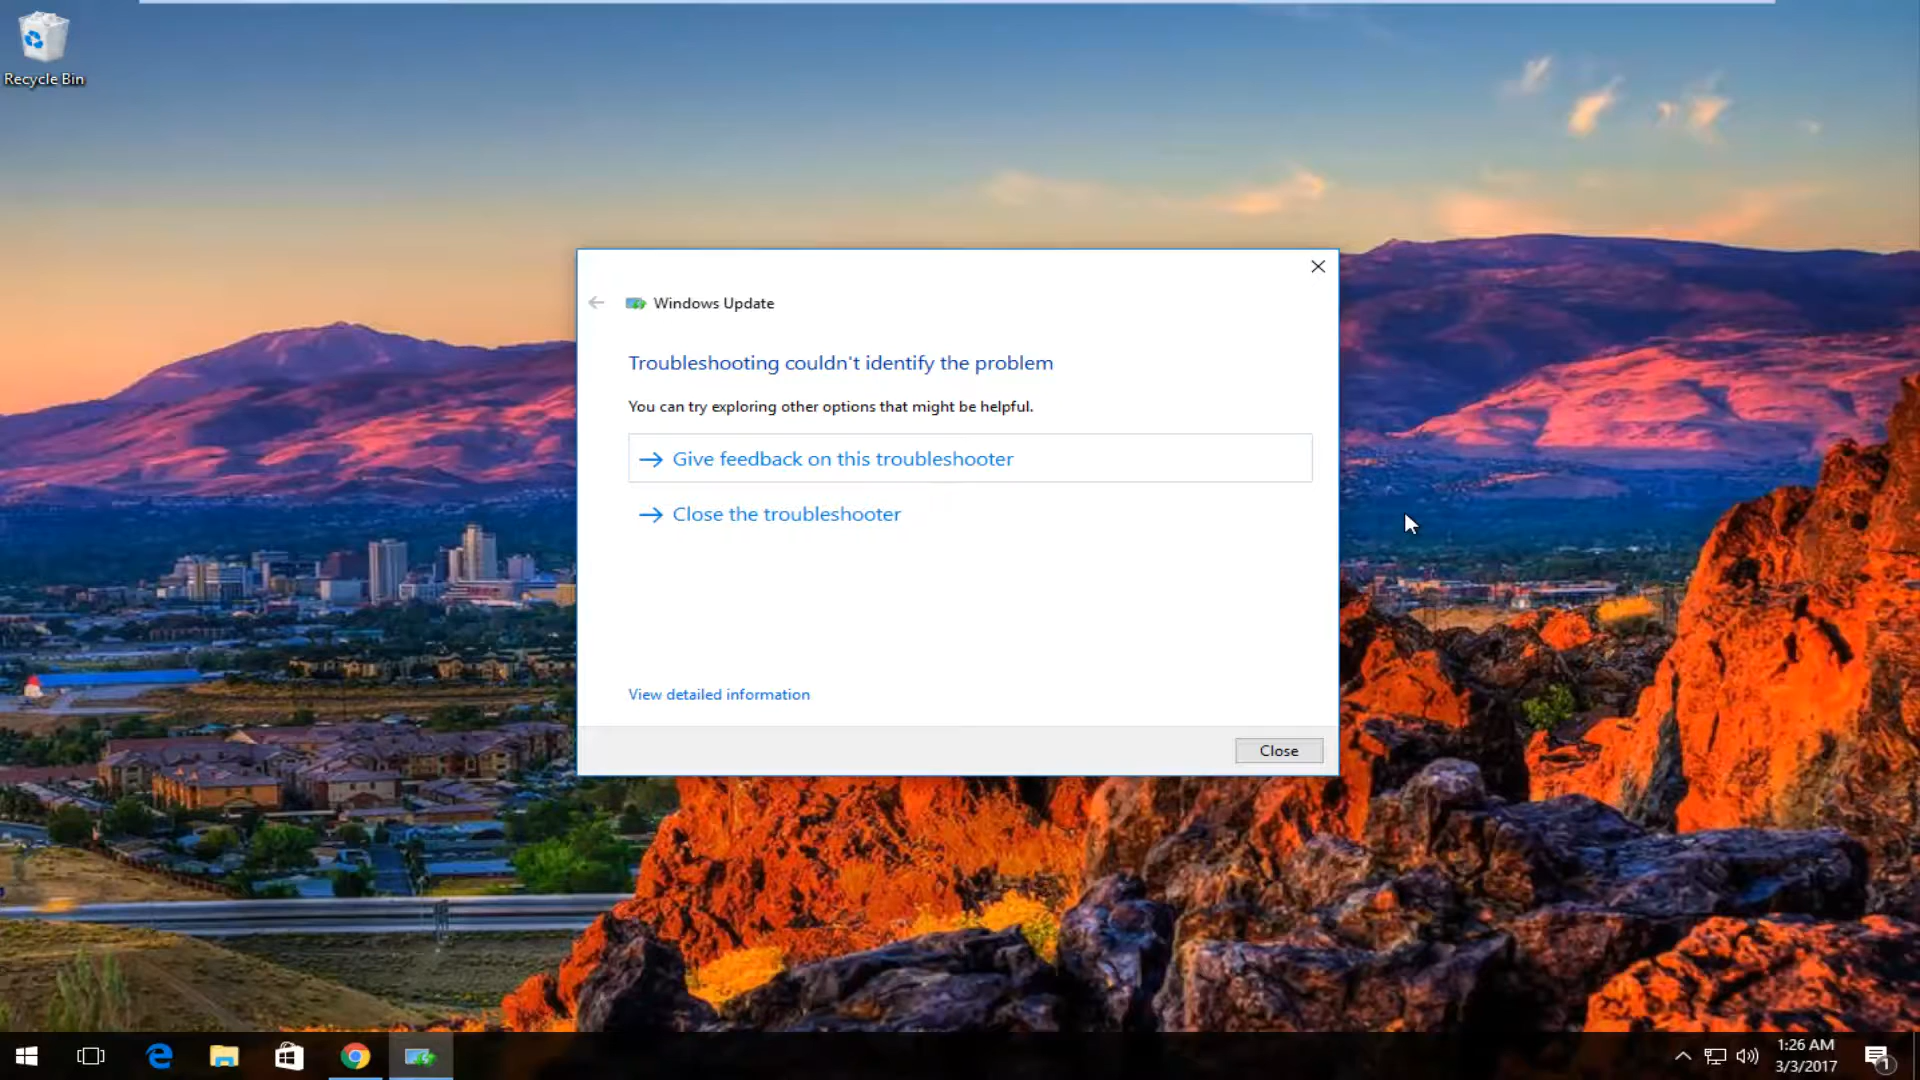 Recycle Bin
Windows Update
Troubleshooting couldn't identify the problem
You can try exploring other options that might be helpful.
Give feedback on this troubleshooter
Close the troubleshooter
View detailed information
Close
1:26 AM
3/3/2017
1